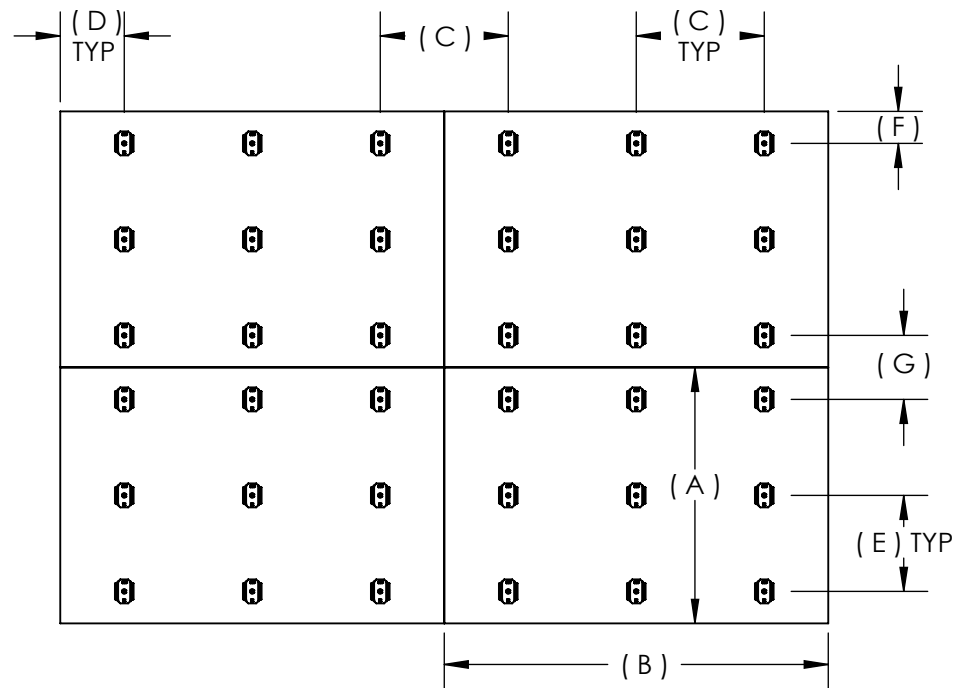 ( D )
TYP
( C )
( C )
TYP
( F )
( G )
( A )
( E ) TYP
( B )